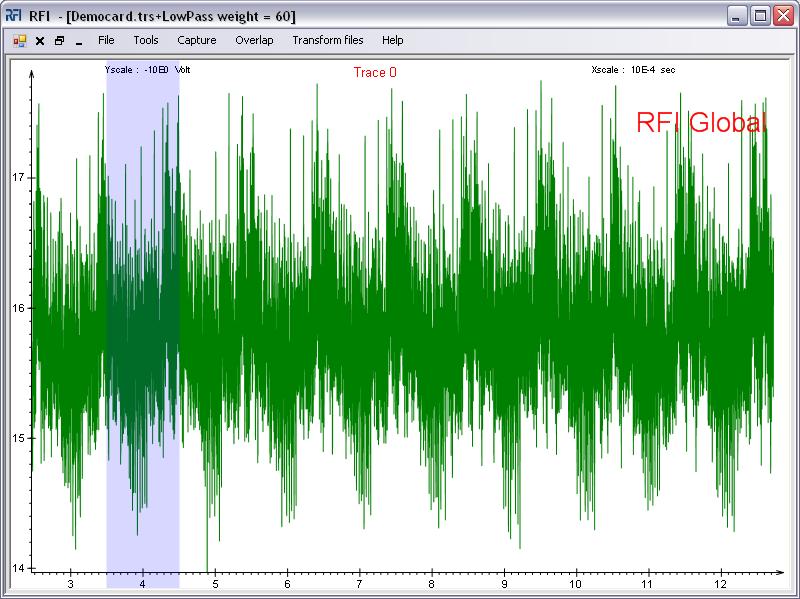 RFI RFI - [Democard.trs+LowPass weight = 60]
File Tools Capture Overlap Transform files Help
Yscale : -10E0 Volt Trace 0 Xscale : 10E-4 sec
RFI Global
17
16
15
14
3 4 5 6 7 8 9 10 11 12